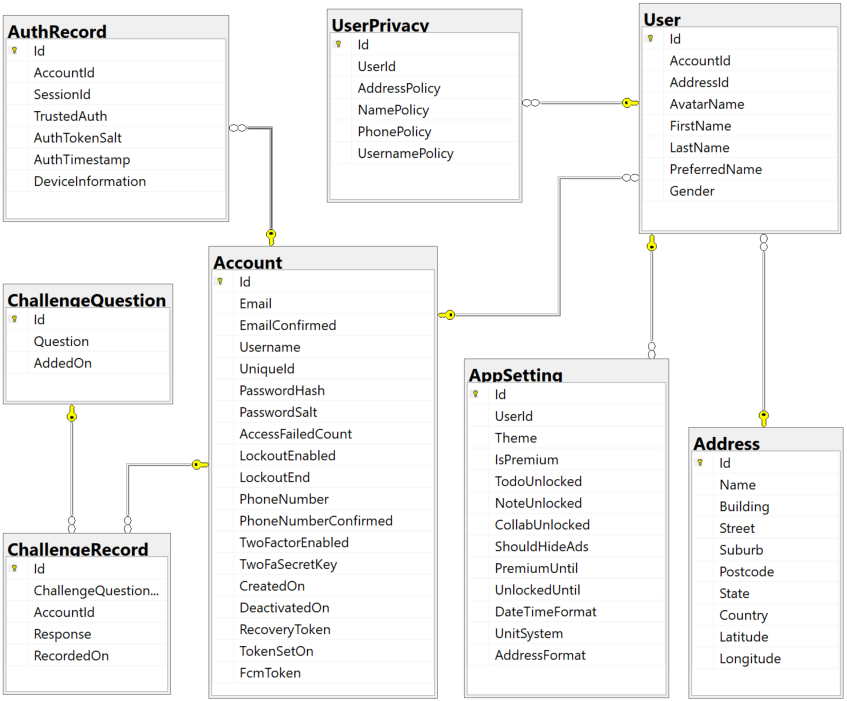 AuthRecord
Id
AccountId
SessionId
TrustedAuth
AuthTokenSalt
AuthTimestamp
DeviceInformation
UserPrivacy
Id
UserId
AddressPolicy
NamePolicy
PhonePolicy
UsernamePolicy
User
Id
AccountId
AddressId
AvatarName
FirstName
LastName
PreferredName
Gender
ChallengeQuestion
Id
Question
AddedOn
Account
Id
Email
EmailConfirmed
Username
UniqueId
PasswordHash
PasswordSalt
AccessFailedCount
LockoutEnabled
LockoutEnd
PhoneNumber
PhoneNumberConfirmed
TwoFactorEnabled
TwoFaSecretKey
CreatedOn
DeactivatedOn
RecoveryToken
TokenSetOn
FcmToken
AppSetting
Id
UserId
Theme
IsPremium
TodoUnlocked
NoteUnlocked
CollabUnlocked
ShouldHideAds
PremiumUntil
UnlockedUntil
DateTimeFormat
UnitSystem
AddressFormat
Address
Id
Name
Building
Street
Suburb
Postcode
State
Country
Latitude
Longitude
ChallengeRecord
Id
ChallengeQuestion...
AccountId
Response
RecordedOn